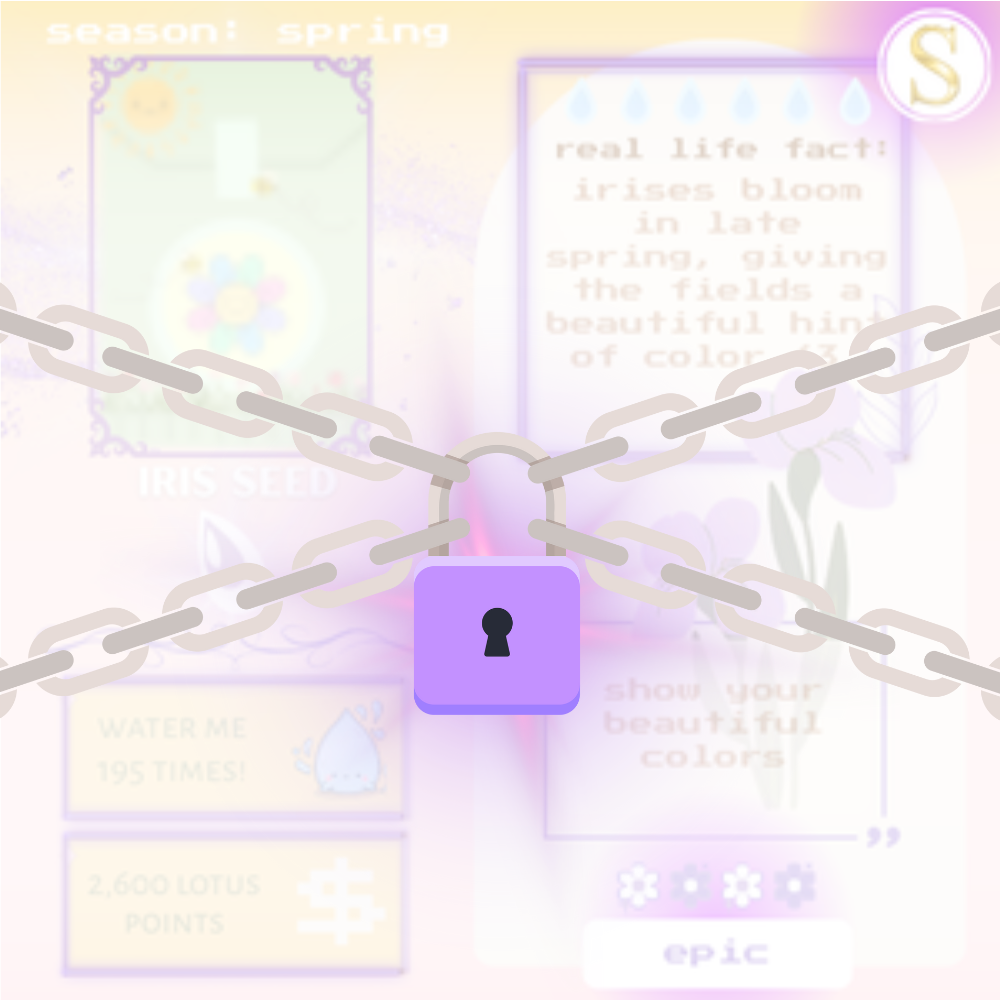 season: spring
S
real life fact:
irises bloom
in late
spring, giving
the fields a
beautiful hint
of color <3
IRIS SEED
WATER ME
195 TIMES!
2,600 LOTUS
POINTS
$
show your
beautiful
colors
”
epic